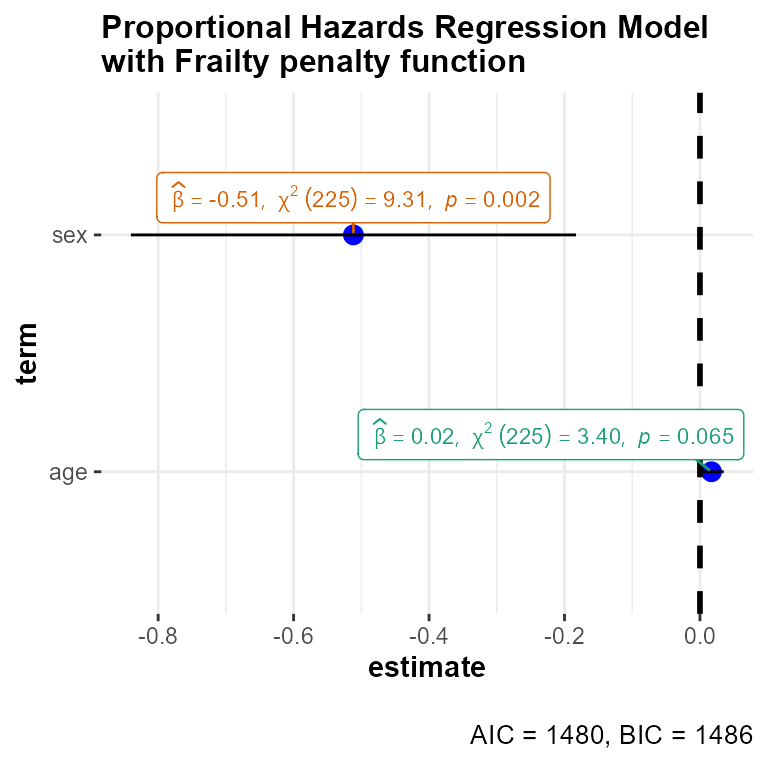 Proportional Hazards Regression Model
with Frailty penalty function
β̂ = -0.51, χ² (225) = 9.31, p = 0.002
sex
term
β̂ = 0.02, χ² (225) = 3.40, p = 0.065
age
-0.8 -0.6 -0.4 -0.2 0.0
estimate
AIC = 1480, BIC = 1486